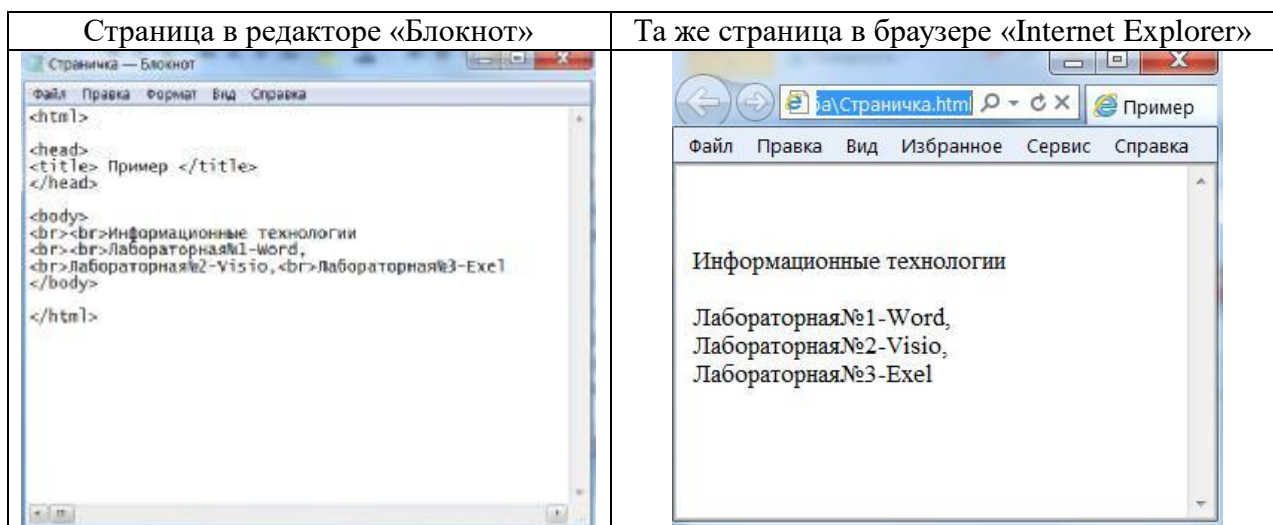 Страница в редакторе «Блокнот»
Та же страница в браузере «Internet Explorer»
Страничка — Блокнот
Файл Правка Формат Вид Справка
<html>
<head>
<title> Пример </title>
</head>
<body>
<br><br>Информационные технологии
<br><br>Лабораторная№1-Word,
<br>Лабораторная№2-Visio,<br>Лабораторная№3-Exel
</body>
</html>
ба\Страничка.html
Пример
Файл Правка Вид Избранное Сервис Справка
Информационные технологии
Лабораторная№1-Word,
Лабораторная№2-Visio,
Лабораторная№3-Exel